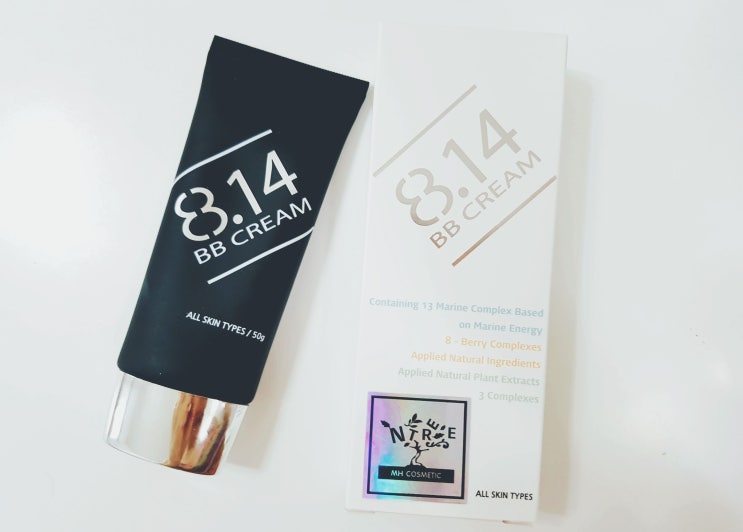 8.14
BB CREAM
ALL SKIN TYPES / 50g
8.14
BB CREAM
Containing 13 Marine Complex Based
on Marine Energy
8 - Berry Complexes
Applied Natural Ingredients
Applied Natural Plant Extracts
3 Complexes
NTREE
MH COSMETIC
ALL SKIN TYPES